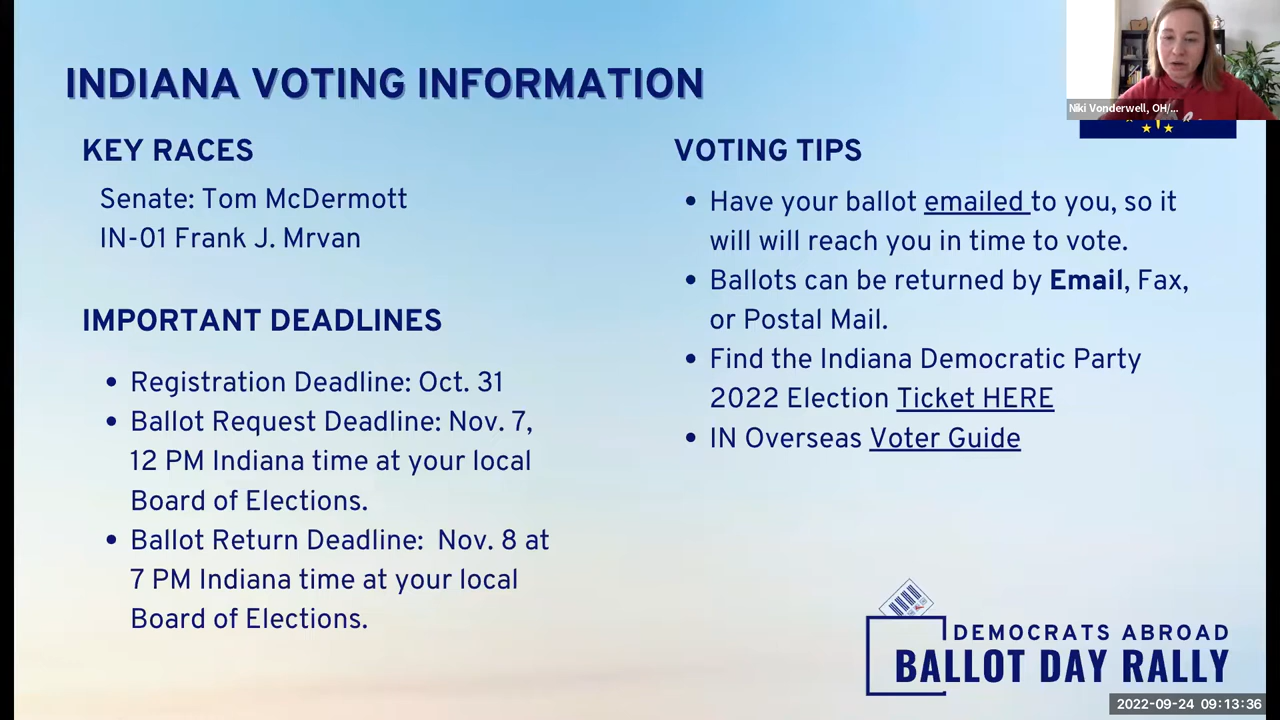 INDIANA VOTING INFORMATION
KEY RACES
Senate: Tom McDermott
IN-01 Frank J. Mrvan
IMPORTANT DEADLINES
• Registration Deadline: Oct. 31
• Ballot Request Deadline: Nov. 7,
12 PM Indiana time at your local
Board of Elections.
• Ballot Return Deadline:  Nov. 8 at
7 PM Indiana time at your local
Board of Elections.
VOTING TIPS
• Have your ballot emailed to you, so it
will will reach you in time to vote.
• Ballots can be returned by Email, Fax,
or Postal Mail.
• Find the Indiana Democratic Party
2022 Election Ticket HERE
• IN Overseas Voter Guide
Niki Vonderwell, OH/...
DEMOCRATS ABROAD
BALLOT DAY RALLY
2022-09-24 09:13:36